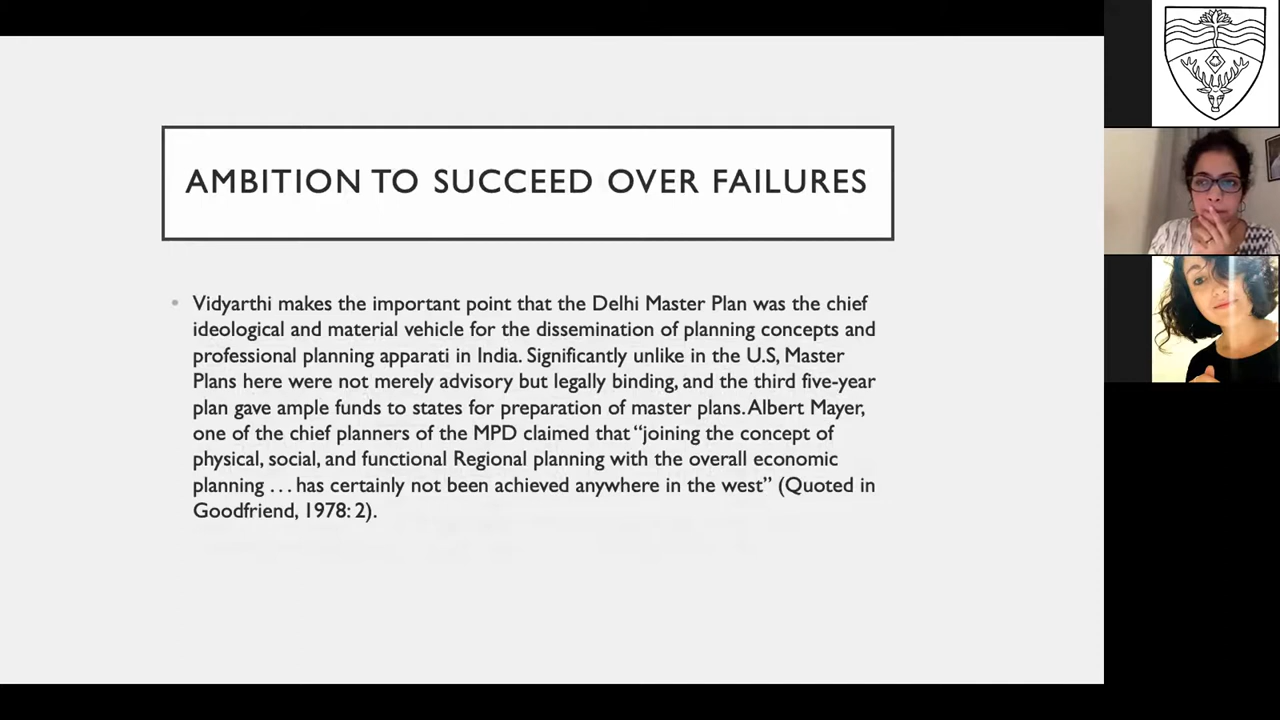 AMBITION TO SUCCEED OVER FAILURES
Vidyarthi makes the important point that the Delhi Master Plan was the chief
ideological and material vehicle for the dissemination of planning concepts and
professional planning apparati in India. Significantly unlike in the U.S, Master
Plans here were not merely advisory but legally binding, and the third five-year
plan gave ample funds to states for preparation of master plans. Albert Mayer,
one of the chief planners of the MPD claimed that “joining the concept of
physical, social, and functional Regional planning with the overall economic
planning . . . has certainly not been achieved anywhere in the west” (Quoted in
Goodfriend, 1978: 2).